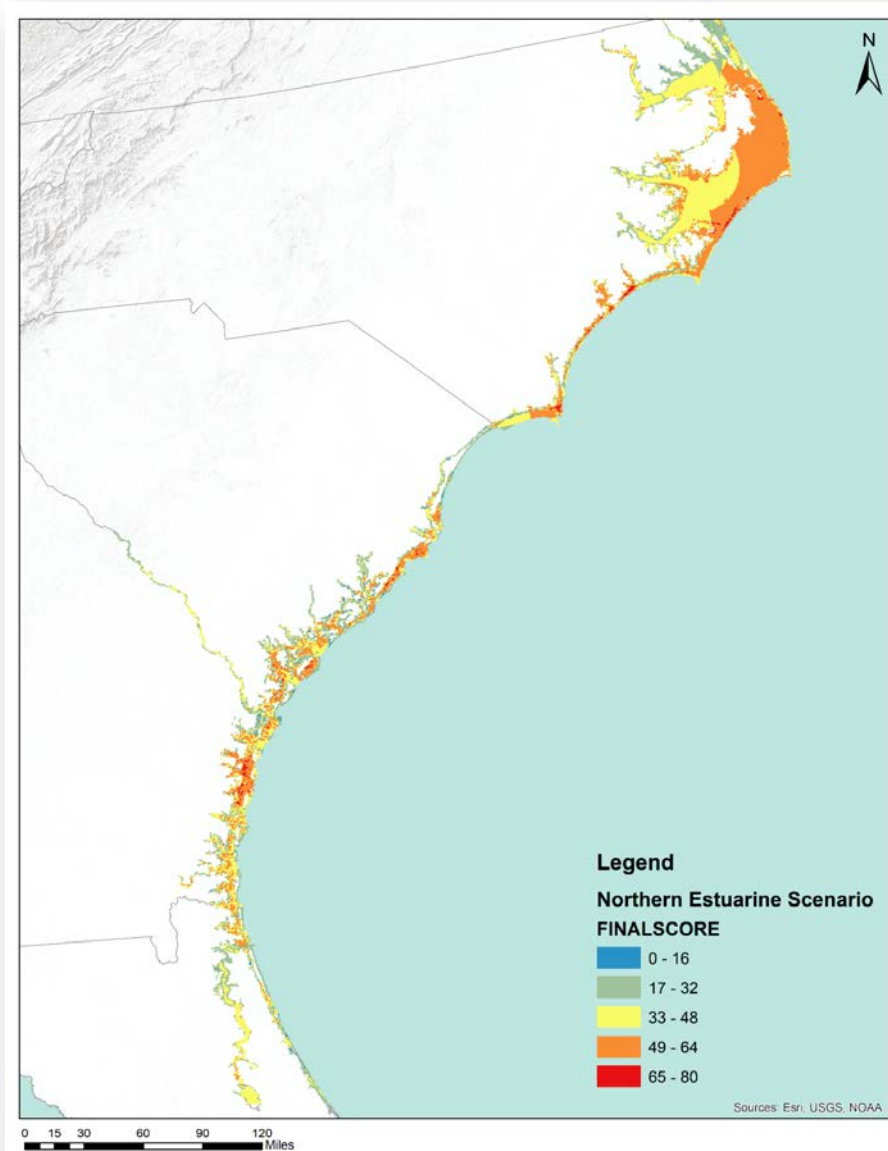 N
Legend
Northern Estuarine Scenario
FINALSCORE
0 - 16
17 - 32
33 - 48
49 - 64
65 - 80
Sources: Esri, USGS, NOAA
0 15 30 60 90 120
Miles